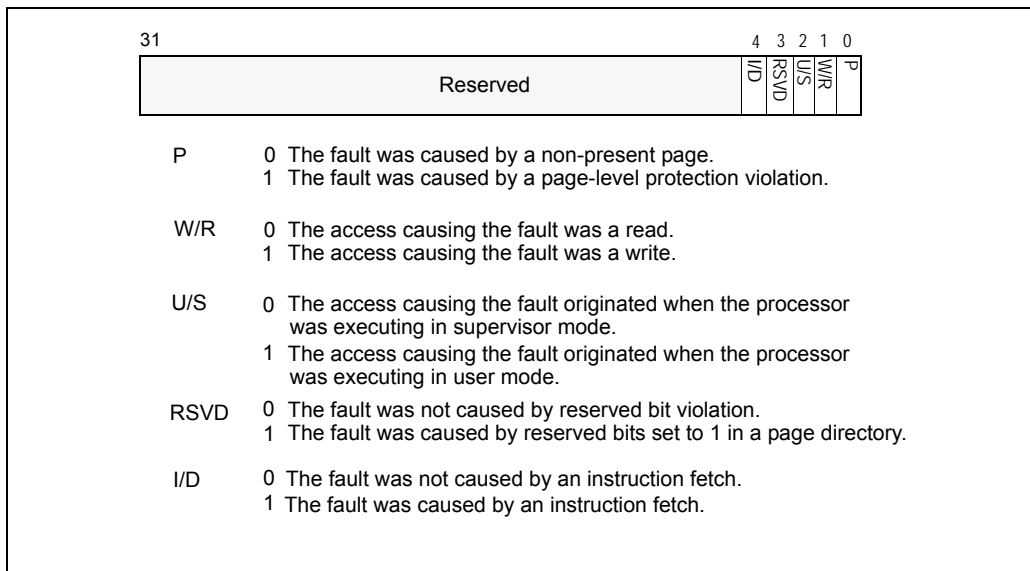 31 4 3 2 1 0
Reserved I/D RSVD U/S W/R P
P 0 The fault was caused by a non-present page.
1 The fault was caused by a page-level protection violation.
W/R 0 The access causing the fault was a read.
1 The access causing the fault was a write.
U/S 0 The access causing the fault originated when the processor
was executing in supervisor mode.
1 The access causing the fault originated when the processor
was executing in user mode.
RSVD 0 The fault was not caused by reserved bit violation.
1 The fault was caused by reserved bits set to 1 in a page directory.
I/D 0 The fault was not caused by an instruction fetch.
1 The fault was caused by an instruction fetch.